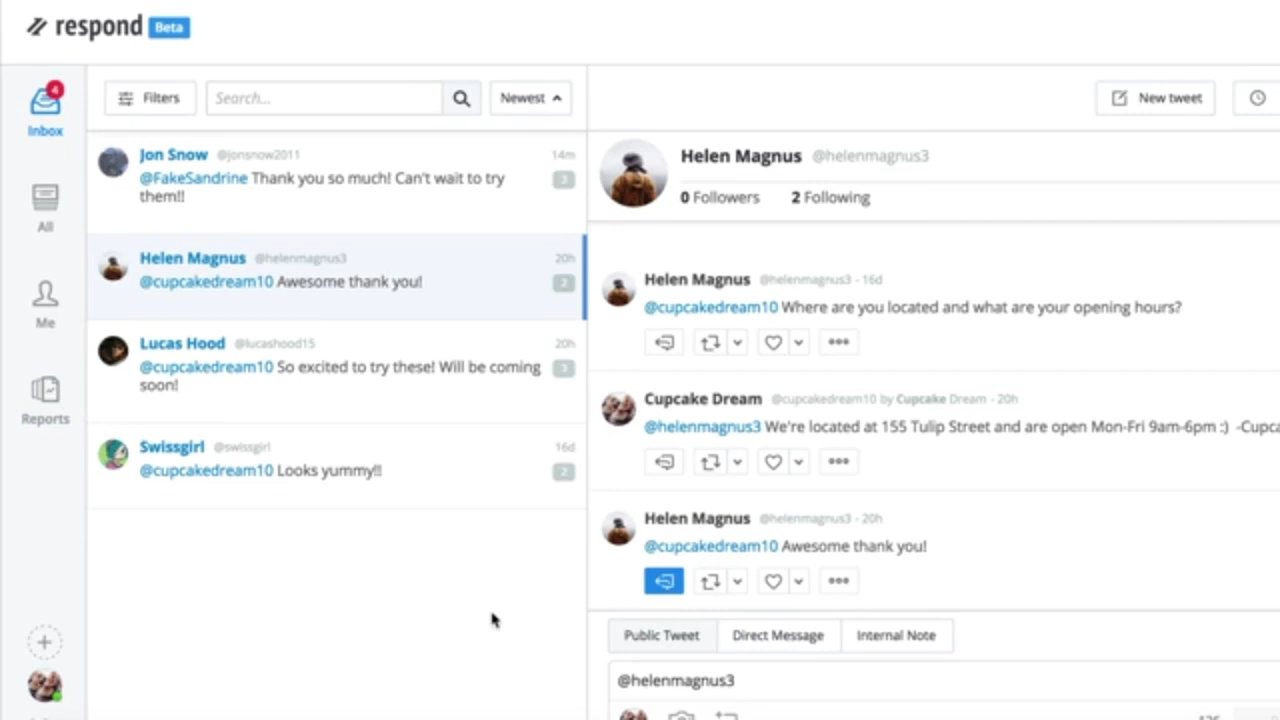 respond Beta
4
Inbox
All
Me
Reports
Filters
Search...
Newest
Jon Snow @jonsnow2011 14m
@FakeSandrine Thank you so much! Can't wait to try 3
them!!
Helen Magnus @helenmagnus3 20h
@cupcakedream10 Awesome thank you! 2
Lucas Hood @lucashood15 20h
@cupcakedream10 So excited to try these! Will be coming 3
soon!
Swissgirl @swissgirl 16d
@cupcakedream10 Looks yummy!! 2
New tweet
Helen Magnus @helenmagnus3
0 Followers 2 Following
Helen Magnus @helenmagnus3 - 16d
@cupcakedream10 Where are you located and what are your opening hours?
Cupcake Dream @cupcakedream10 by Cupcake Dream - 20h
@helenmagnus3 We're located at 155 Tulip Street and are open Mon-Fri 9am-6pm :) -Cupca
Helen Magnus @helenmagnus3 - 20h
@cupcakedream10 Awesome thank you!
Public Tweet
Direct Message
Internal Note
@helenmagnus3